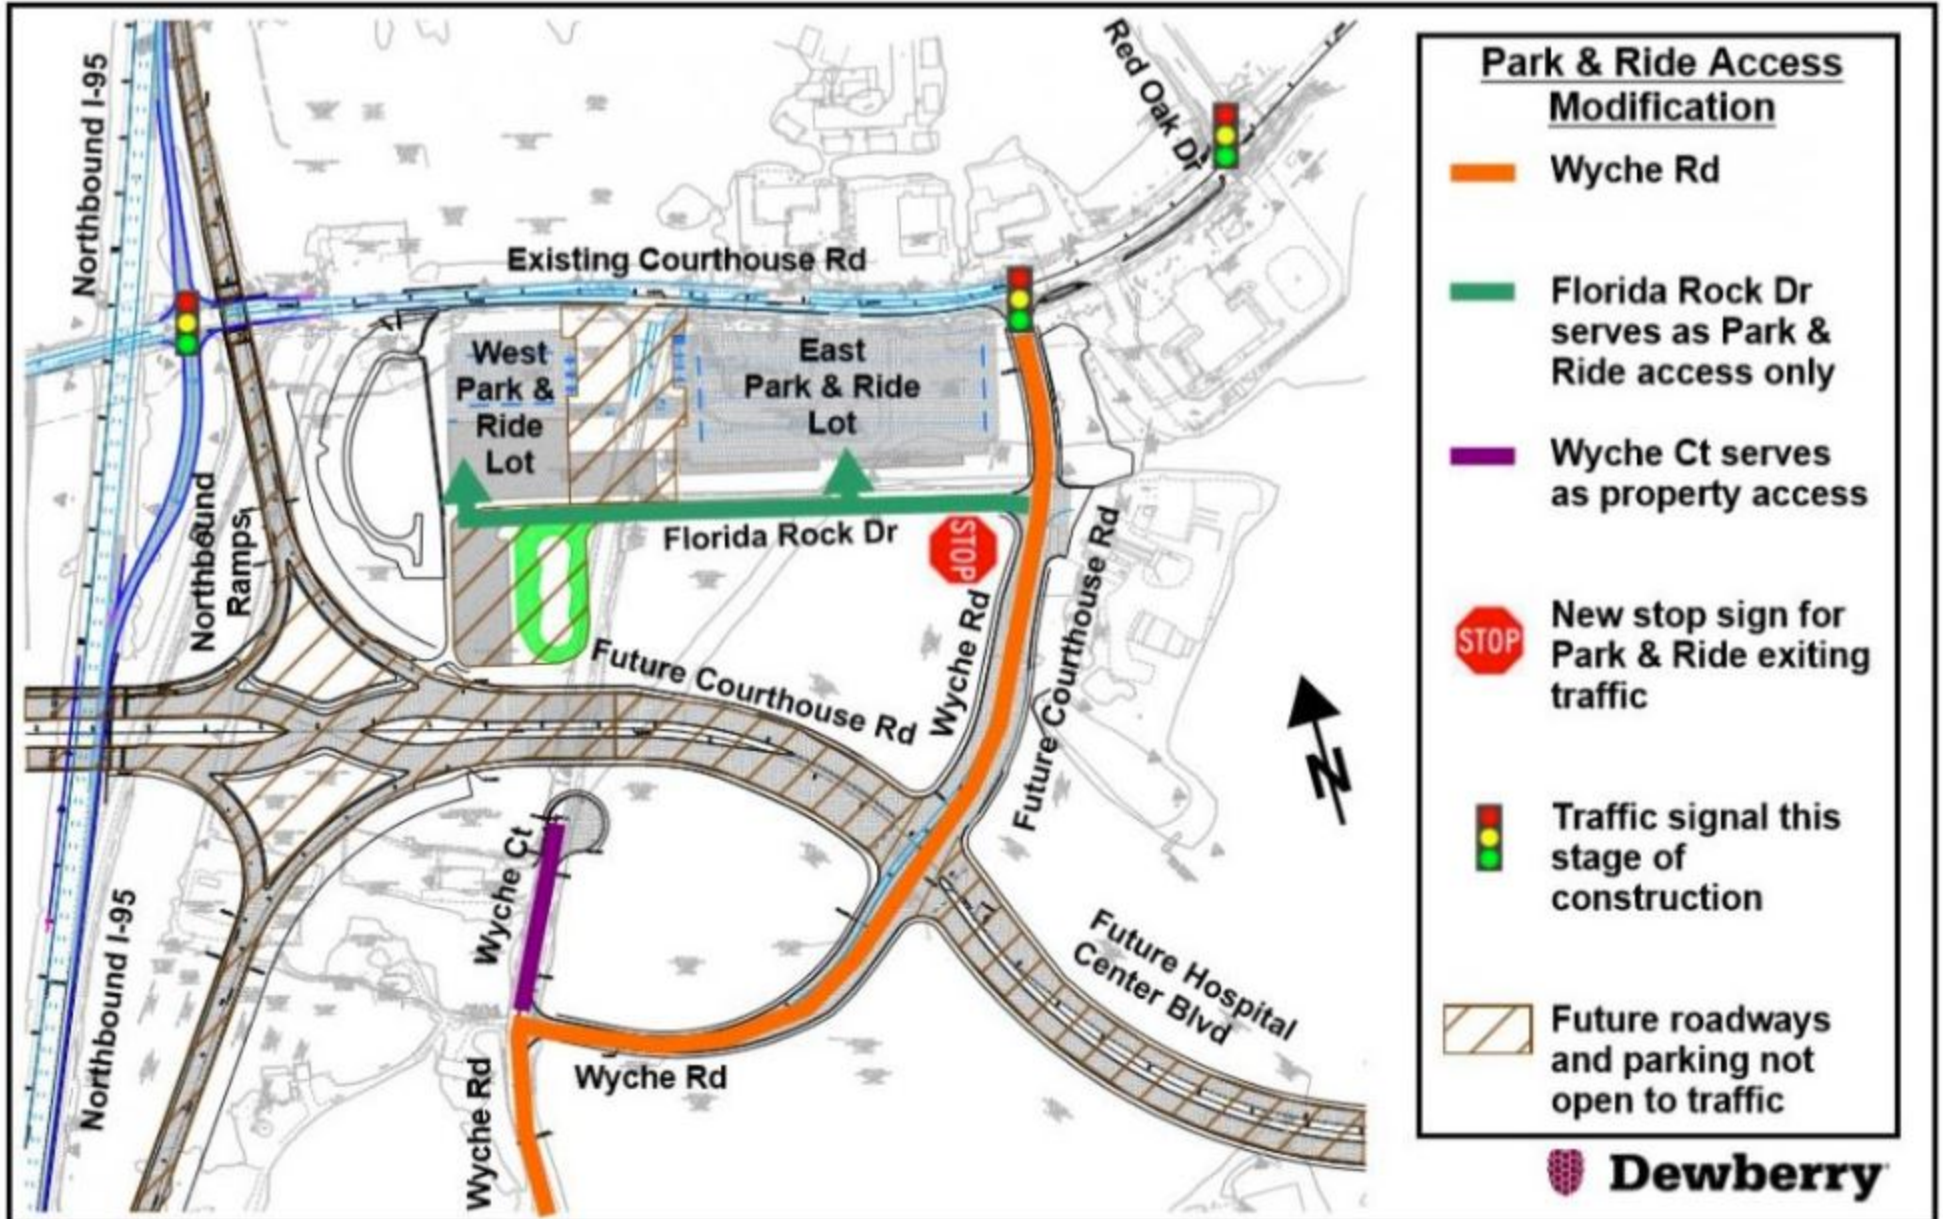 Northbound I-95
Red Oak Dr
Existing Courthouse Rd
West
Park &
Ride
Lot
East
Park & Ride
Lot
Florida Rock Dr
STOP
Northbound
Ramps
Future Courthouse Rd
Wyche Rd
Future Courthouse Rd
Wyche Ct
Future Hospital
Center Blvd
Northbound I-95
Wyche Rd
Wyche Rd
N
Park & Ride Access
Modification
Wyche Rd
Florida Rock Dr
serves as Park &
Ride access only
Wyche Ct serves
as property access
STOP
New stop sign for
Park & Ride exiting
traffic
Traffic signal this
stage of
construction
Future roadways
and parking not
open to traffic
Dewberry